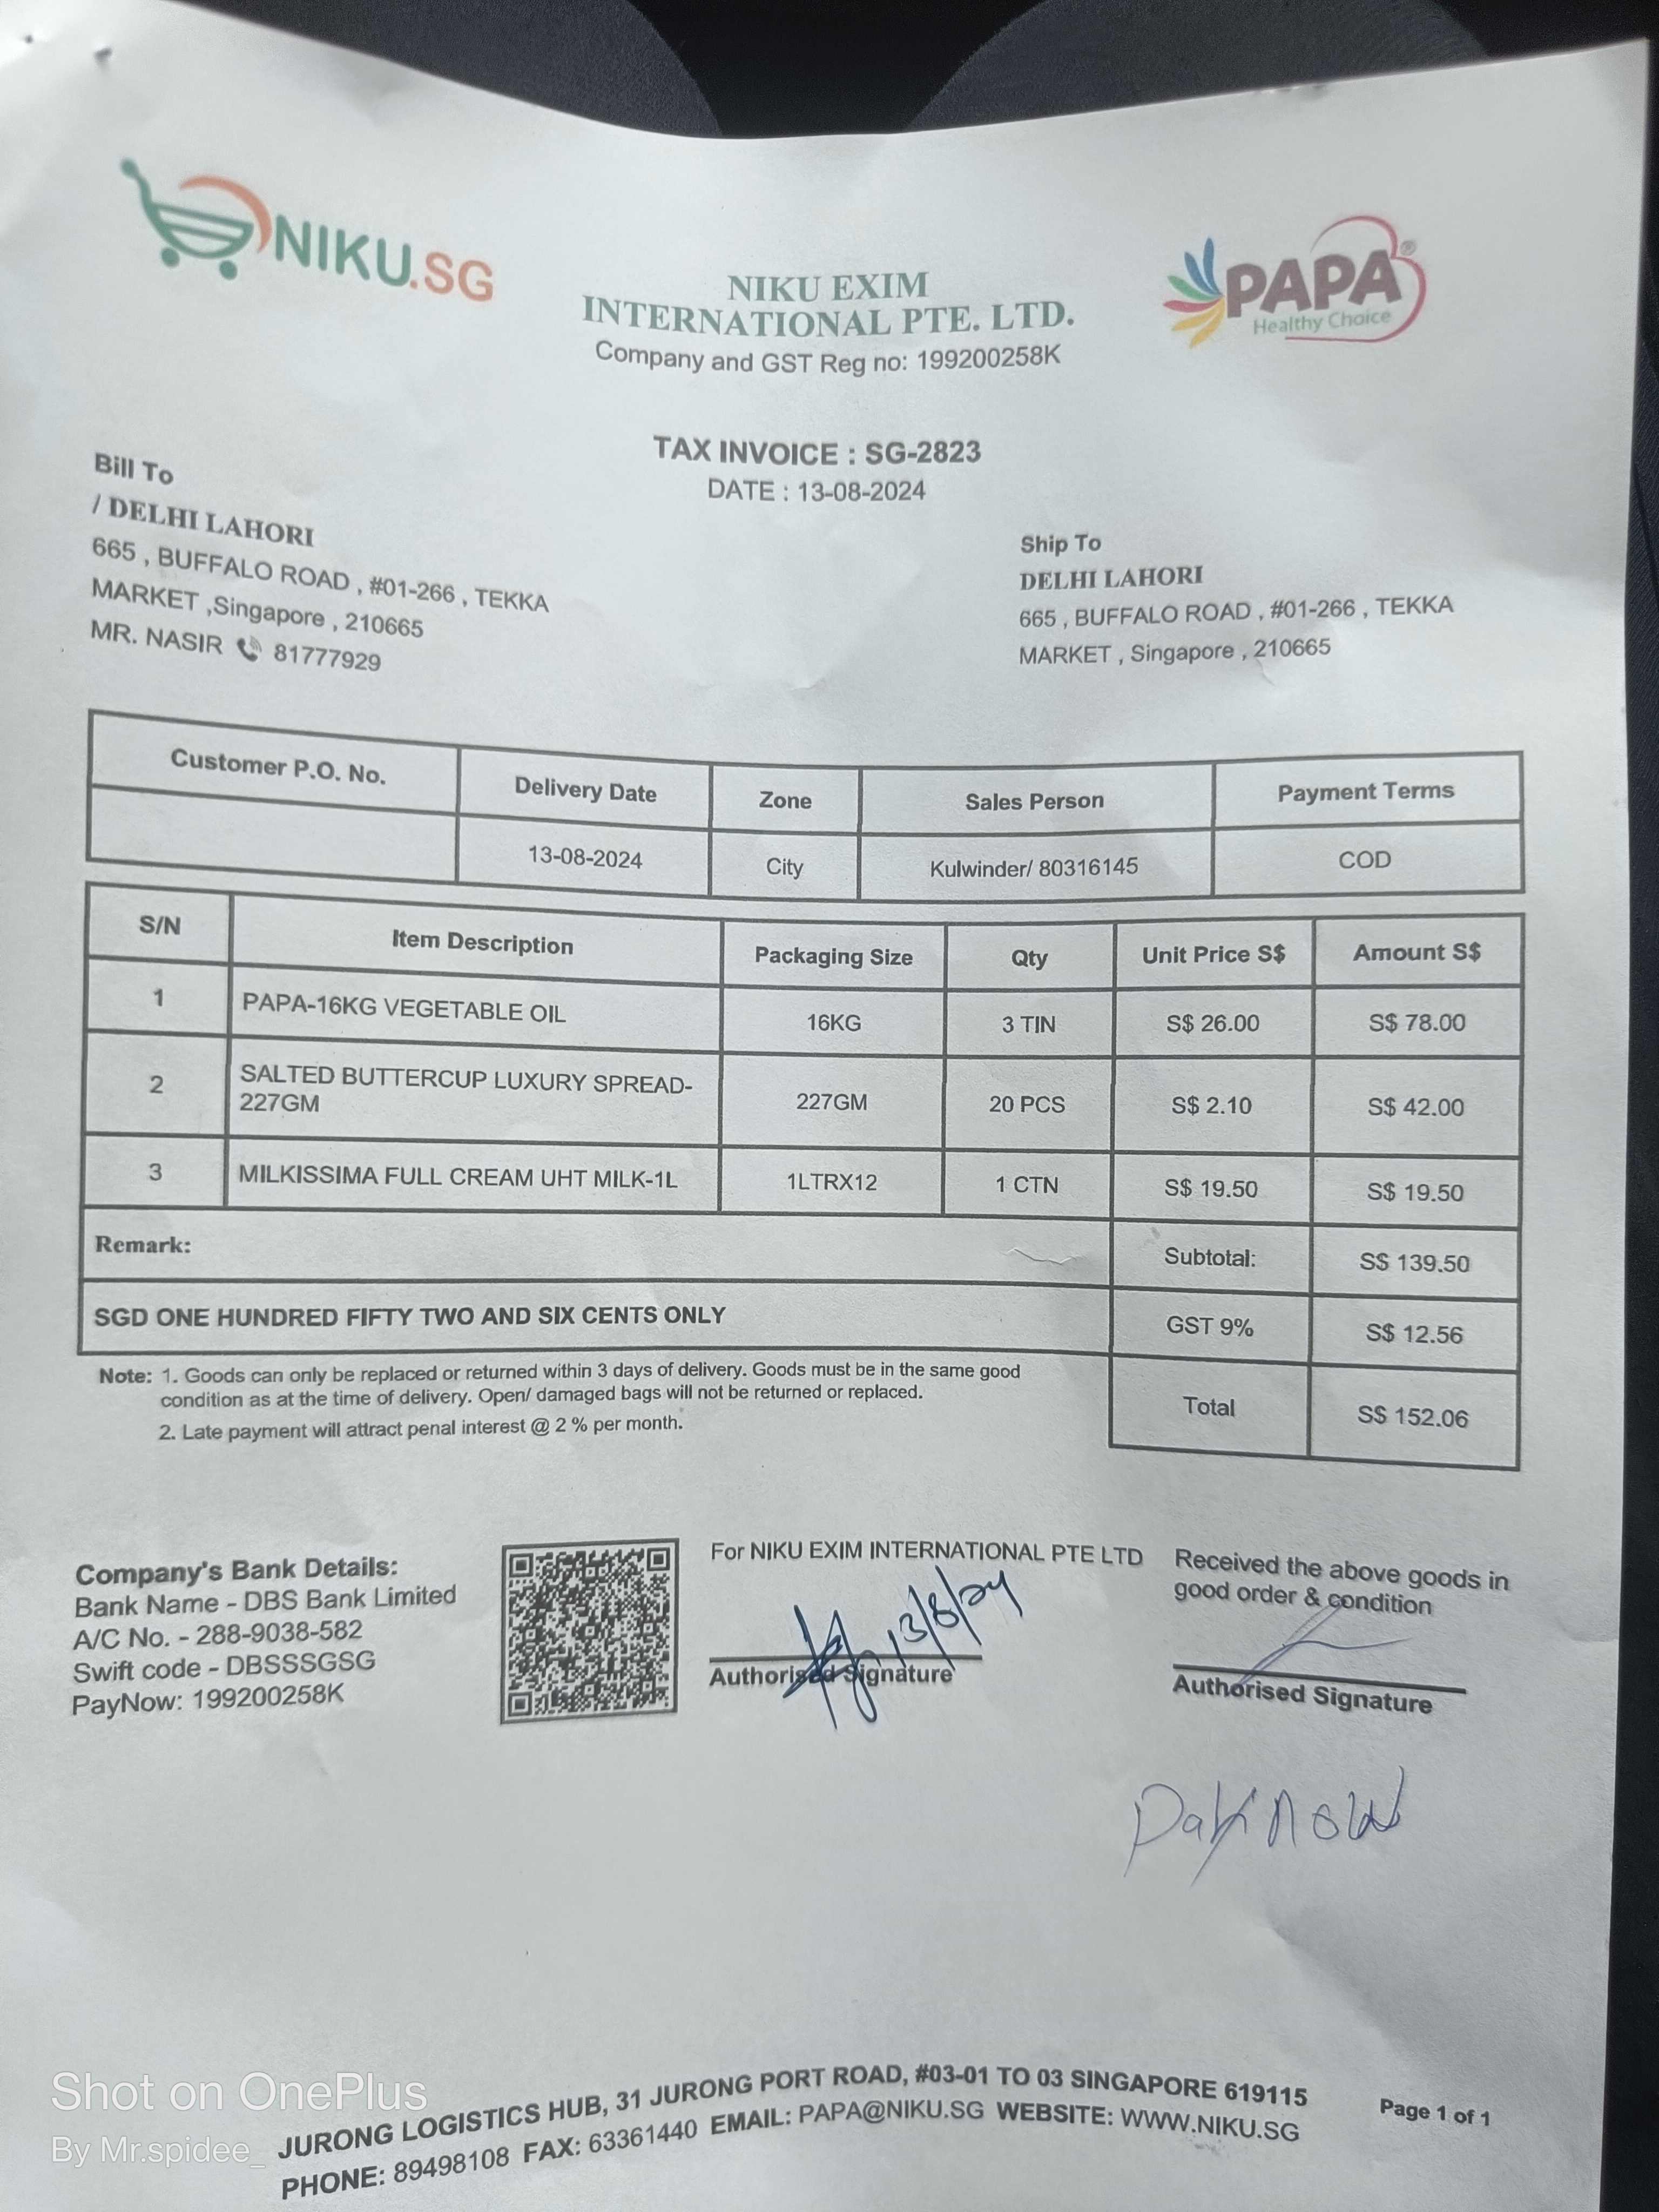 NIKU.SG
PAPA®
Healthy Choice
NIKU EXIM
INTERNATIONAL PTE. LTD.
Company and GST Reg no: 199200258K
TAX INVOICE : SG-2823
DATE : 13-08-2024
Bill To
/ DELHI LAHORI
665 , BUFFALO ROAD , #01-266 , TEKKA
MARKET ,Singapore , 210665
MR. NASIR 81777929
Ship To
DELHI LAHORI
665 , BUFFALO ROAD , #01-266 , TEKKA
MARKET , Singapore , 210665
Customer P.O. No. Delivery Date Zone Sales Person Payment Terms
13-08-2024 City Kulwinder/ 80316145 COD
S/N Item Description Packaging Size Qty Unit Price S$ Amount S$
1 PAPA-16KG VEGETABLE OIL 16KG 3 TIN S$ 26.00 S$ 78.00
2 SALTED BUTTERCUP LUXURY SPREAD-
227GM 227GM 20 PCS S$ 2.10 S$ 42.00
3 MILKISSIMA FULL CREAM UHT MILK-1L 1LTRX12 1 CTN S$ 19.50 S$ 19.50
Remark: Subtotal: S$ 139.50
SGD ONE HUNDRED FIFTY TWO AND SIX CENTS ONLY GST 9% S$ 12.56
Total S$ 152.06
Note: 1. Goods can only be replaced or returned within 3 days of delivery. Goods must be in the same good
condition as at the time of delivery. Open/ damaged bags will not be returned or replaced.
2. Late payment will attract penal interest @ 2 % per month.
Company's Bank Details:
Bank Name - DBS Bank Limited
A/C No. - 288-9038-582
Swift code - DBSSSGSG
PayNow: 199200258K
For NIKU EXIM INTERNATIONAL PTE LTD
13/8/24
Authorised Signature
Received the above goods in
good order & condition
Authorised Signature
Paynow
JURONG LOGISTICS HUB, 31 JURONG PORT ROAD, #03-01 TO 03 SINGAPORE 619115
PHONE: 89498108 FAX: 63361440 EMAIL: PAPA@NIKU.SG WEBSITE: WWW.NIKU.SG
Page 1 of 1
Shot on OnePlus
By Mr.spidee_